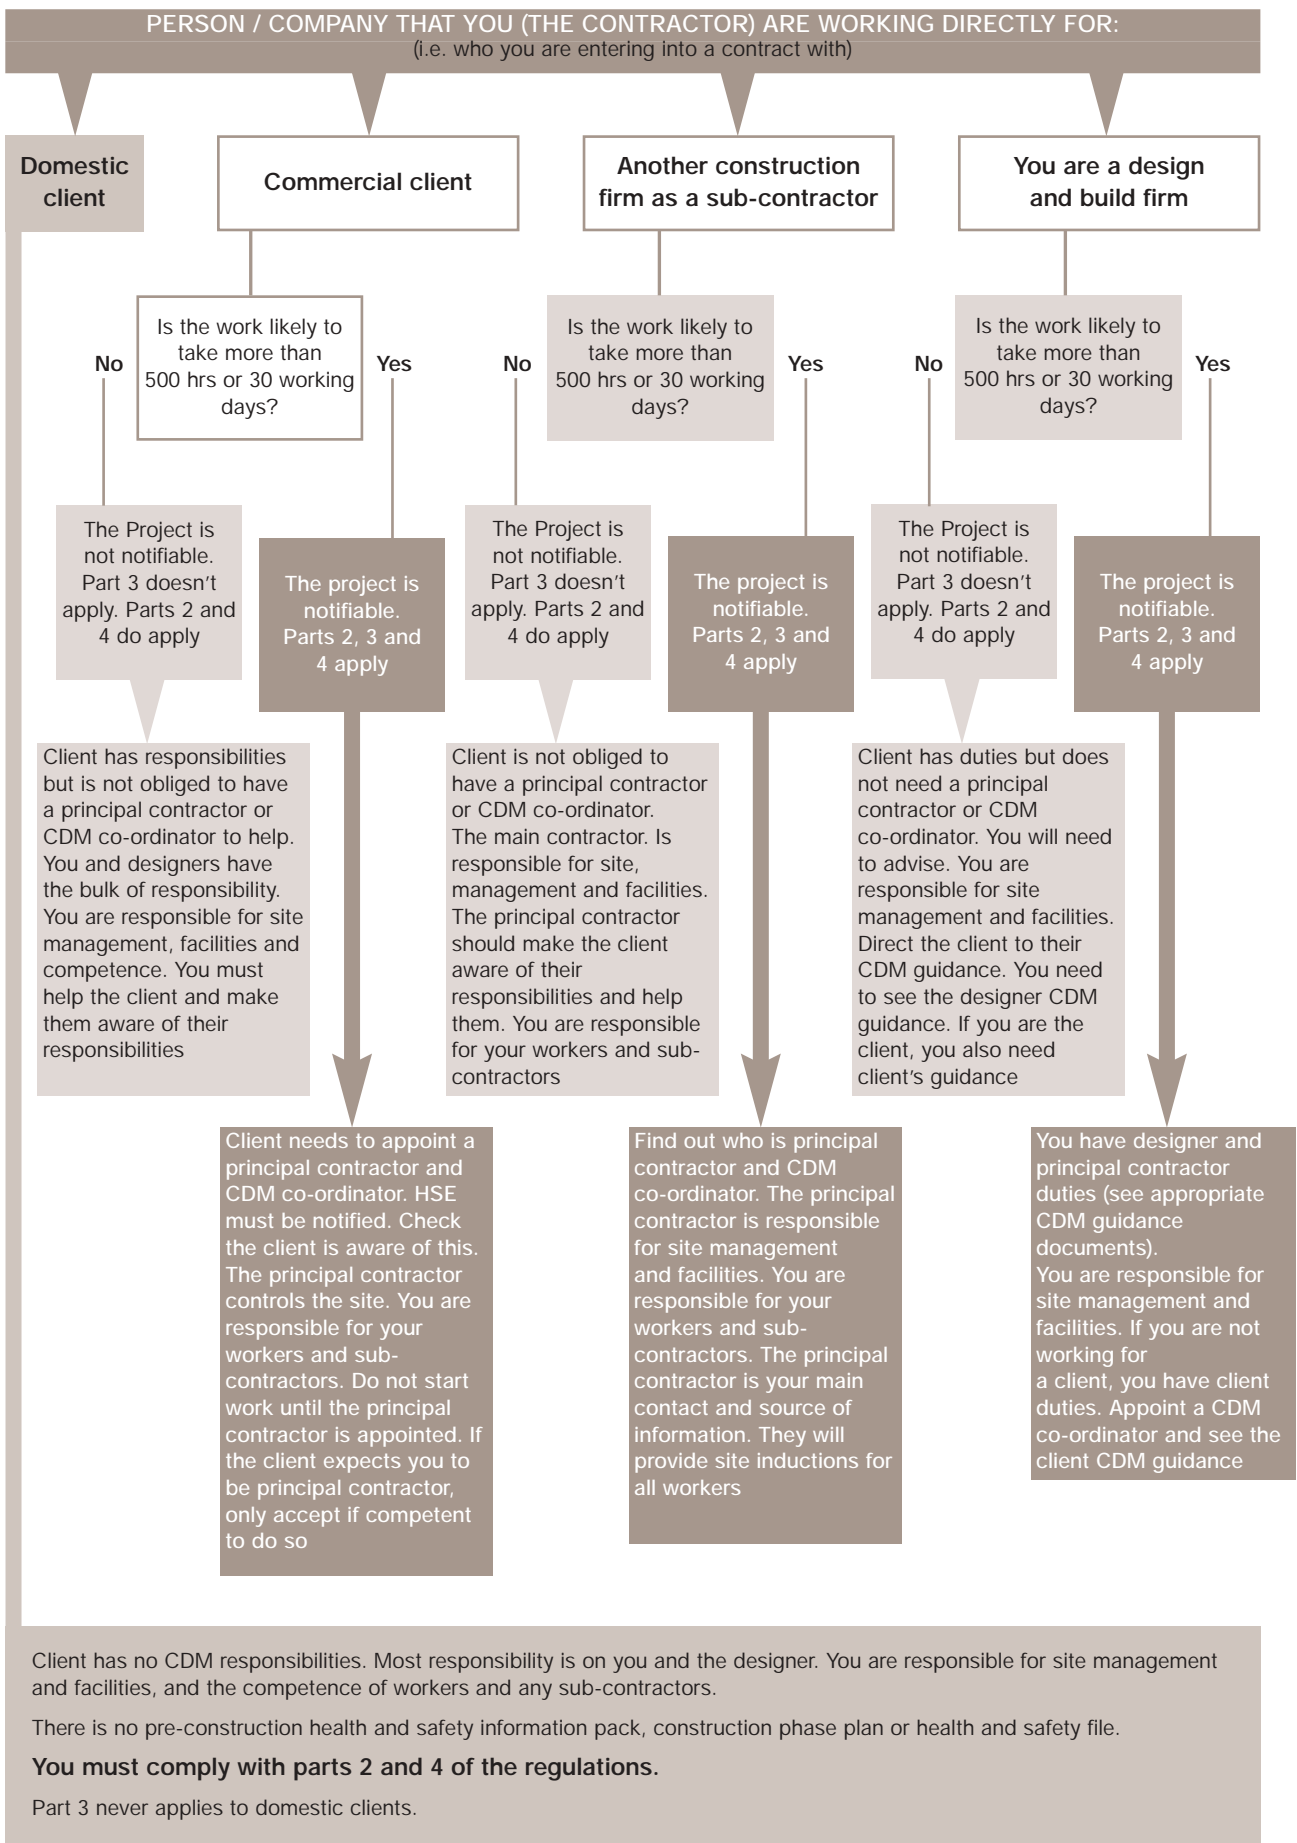 PERSON / COMPANY THAT YOU (THE CONTRACTOR) ARE WORKING DIRECTLY FOR:
(i.e. who you are entering into a contract with)
Domestic
client
Commercial client
Another construction
firm as a sub-contractor
You are a design
and build firm
No
Is the work likely to
take more than
500 hrs or 30 working
days?
Yes
No
Is the work likely to
take more than
500 hrs or 30 working
days?
Yes
No
Is the work likely to
take more than
500 hrs or 30 working
days?
Yes
The Project is
not notifiable.
Part 3 doesn't
apply. Parts 2 and
4 do apply
The project is
notifiable.
Parts 2, 3 and
4 apply
The Project is
not notifiable.
Part 3 doesn't
apply. Parts 2 and
4 do apply
The project is
notifiable.
Parts 2, 3 and
4 apply
The Project is
not notifiable.
Part 3 doesn't
apply. Parts 2 and
4 do apply
The project is
notifiable.
Parts 2, 3 and
4 apply
Client has responsibilities
but is not obliged to have
a principal contractor or
CDM co-ordinator to help.
You and designers have
the bulk of responsibility.
You are responsible for site
management, facilities and
competence. You must
help the client and make
them aware of their
responsibilities
Client is not obliged to
have a principal contractor
or CDM co-ordinator.
The main contractor. Is
responsible for site,
management and facilities.
The principal contractor
should make the client
aware of their
responsibilities and help
them. You are responsible
for your workers and sub-
contractors
Client has duties but does
not need a principal
contractor or CDM
co-ordinator. You will need
to advise. You are
responsible for site
management and facilities.
Direct the client to their
CDM guidance. You need
to see the designer CDM
guidance. If you are the
client, you also need
client's guidance
Client needs to appoint a
principal contractor and
CDM co-ordinator. HSE
must be notified. Check
the client is aware of this.
The principal contractor
controls the site. You are
responsible for your
workers and sub-
contractors. Do not start
work until the principal
contractor is appointed. If
the client expects you to
be principal contractor,
only accept if competent
to do so
Find out who is principal
contractor and CDM
co-ordinator. The principal
contractor is responsible
for site management
and facilities. You are
responsible for your
workers and sub-
contractors. The principal
contractor is your main
contact and source of
information. They will
provide site inductions for
all workers
You have designer and
principal contractor
duties (see appropriate
CDM guidance
documents).
You are responsible for
site management and
facilities. If you are not
working for
a client, you have client
duties. Appoint a CDM
co-ordinator and see the
client CDM guidance
Client has no CDM responsibilities. Most responsibility is on you and the designer. You are responsible for site management
and facilities, and the competence of workers and any sub-contractors.
There is no pre-construction health and safety information pack, construction phase plan or health and safety file.
You must comply with parts 2 and 4 of the regulations.
Part 3 never applies to domestic clients.